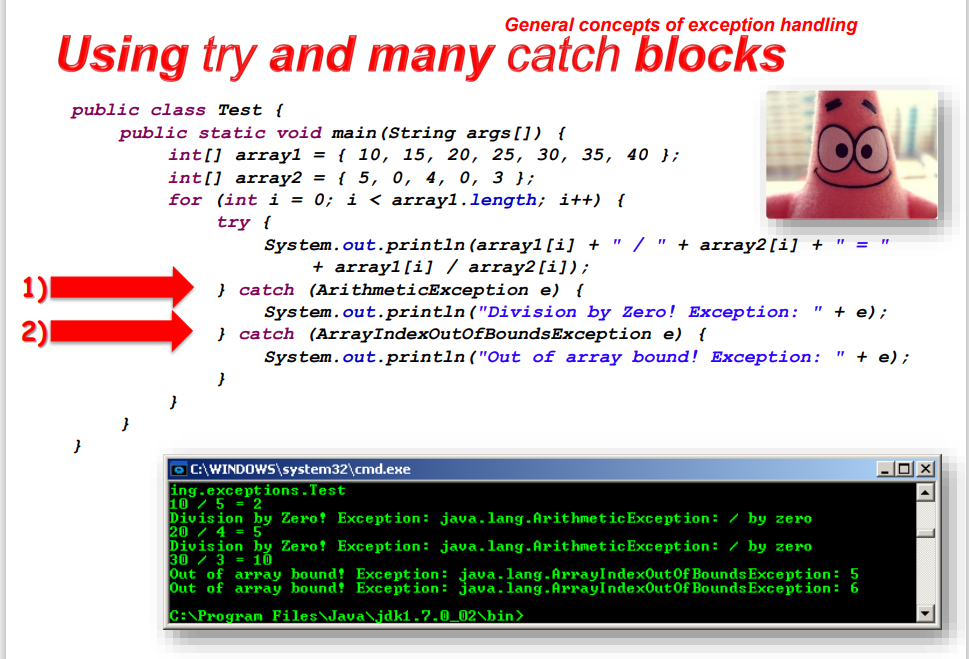 General concepts of exception handling
Using try and many catch blocks
public class Test {
public static void main(String args[]) {
int[] array1 = { 10, 15, 20, 25, 30, 35, 40 };
int[] array2 = { 5, 0, 4, 0, 3 };
for (int i = 0; i < array1.length; i++) {
try {
System.out.println(array1[i] + " / " + array2[i] + " = "
+ array1[i] / array2[i]);
1) } catch (ArithmeticException e) {
System.out.println("Division by Zero! Exception: " + e);
2) } catch (ArrayIndexOutOfBoundsException e) {
System.out.println("Out of array bound! Exception: " + e);
}
}
}
}
C:\WINDOWS\system32\cmd.exe
ing.exceptions.Test
10 / 5 = 2
Division by Zero! Exception: java.lang.ArithmeticException: / by zero
20 / 4 = 5
Division by Zero! Exception: java.lang.ArithmeticException: / by zero
30 / 3 = 10
Out of array bound! Exception: java.lang.ArrayIndexOutOfBoundsException: 5
Out of array bound! Exception: java.lang.ArrayIndexOutOfBoundsException: 6
C:\Program Files\Java\jdk1.7.0_02\bin>